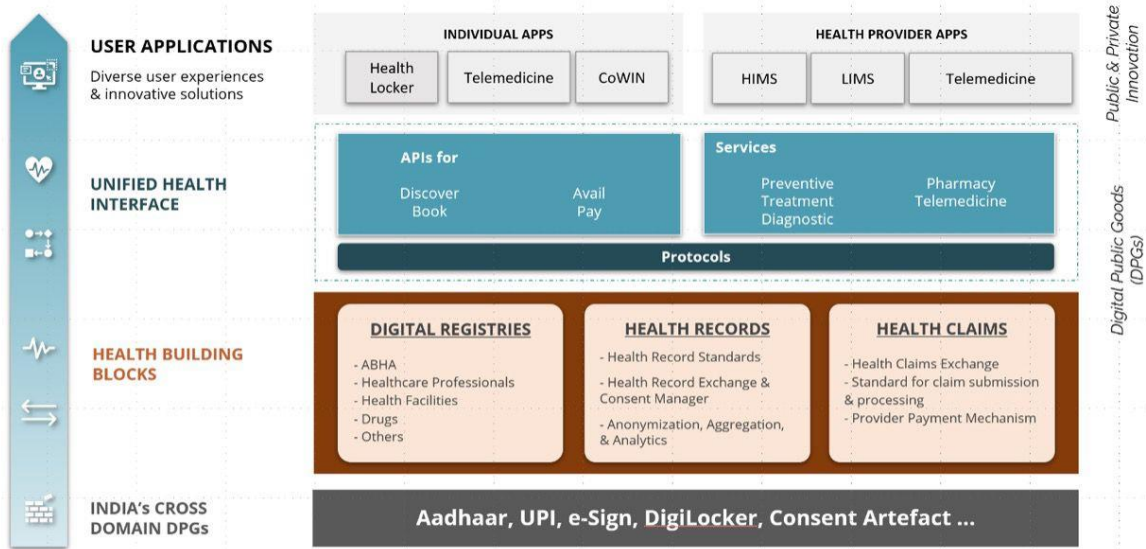 USER APPLICATIONS
Diverse user experiences
& innovative solutions
INDIVIDUAL APPS
Health
Locker
Telemedicine
CoWIN
HEALTH PROVIDER APPS
HIMS
LIMS
Telemedicine
Public & Private
Innovation
UNIFIED HEALTH
INTERFACE
APIs for
Discover
Book
Avail
Pay
Services
Preventive
Treatment
Diagnostic
Pharmacy
Telemedicine
Protocols
Digital Public Goods
(DPGs)
HEALTH BUILDING
BLOCKS
DIGITAL REGISTRIES
- ABHA
- Healthcare Professionals
- Health Facilities
- Drugs
- Others
HEALTH RECORDS
- Health Record Standards
- Health Record Exchange &
Consent Manager
- Anonymization, Aggregation,
& Analytics
HEALTH CLAIMS
- Health Claims Exchange
- Standard for claim submission
& processing
- Provider Payment Mechanism
INDIA's CROSS
DOMAIN DPGs
Aadhaar, UPI, e-Sign, DigiLocker, Consent Artefact ...